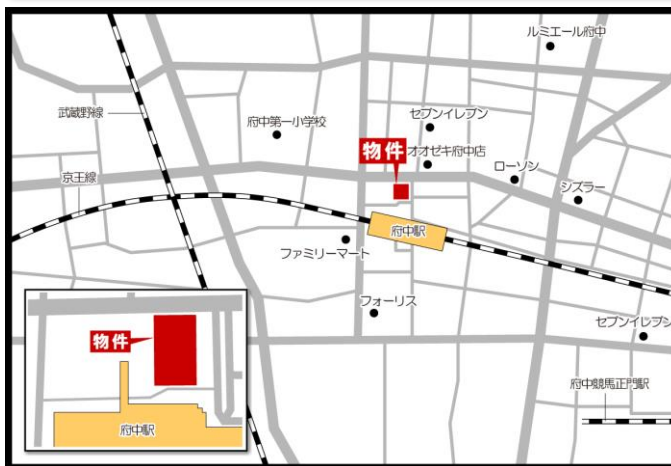 ルミエール府中
武蔵野線
セブンイレブン
府中第一小学校
物件
オオゼキ府中店
ローソン
京王線
シズラー
府中駅
ファミリーマート
フォーリス
セブンイレブン
物件
府中競馬正門駅
府中駅